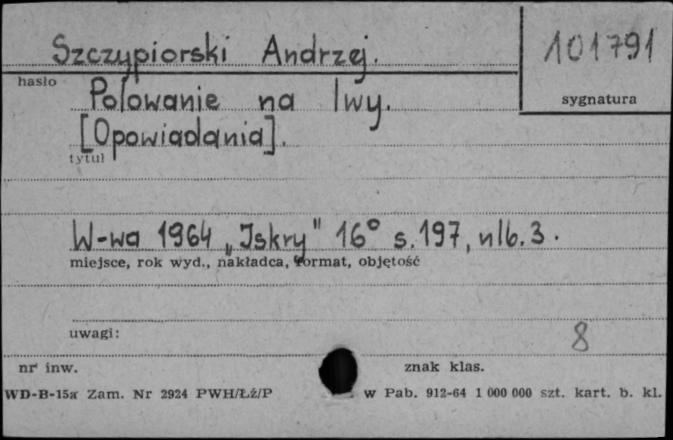 Szczypiorski Andrzej.
101791
hasło
Polowanie na lwy.
sygnatura
[Opowiadania].
tytuł
W-wa 1964 „Iskry" 16° s.197, nlb. 3.
miejsce, rok wyd., nakładca, format, objętość
uwagi:
8
nr inw.
znak klas.
WD-B-15a Zam. Nr 2924 PWH/Łź/P
w Pab. 912-64 1 000 000 szt. kart. b. kl.